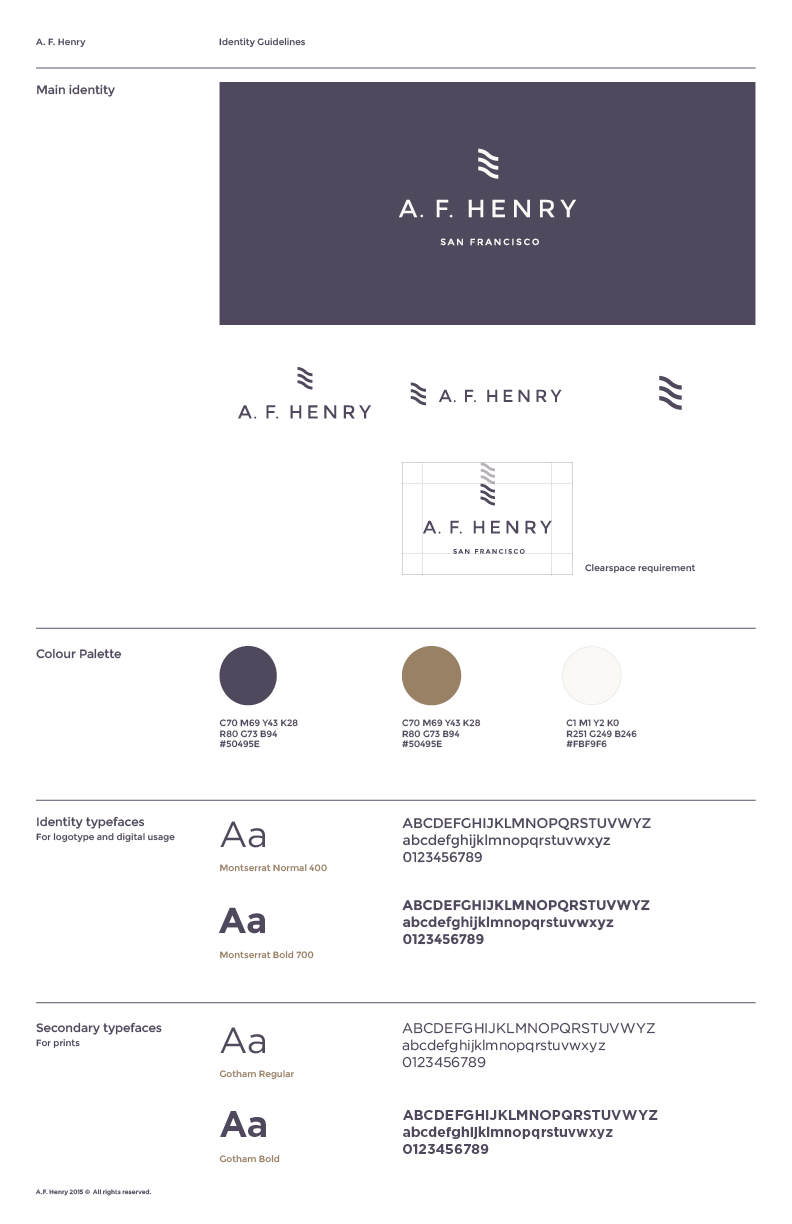 A. F. Henry
Identity Guidelines
Main identity
A. F. HENRY
SAN FRANCISCO
A. F. HENRY
A. F. HENRY
A. F. HENRY
SAN FRANCISCO
Clearspace requirement
Colour Palette
C70 M69 Y43 K28
R80 G73 B94
#50495E
C70 M69 Y43 K28
R80 G73 B94
#50495E
C1 M1 Y2 K0
R251 G249 B246
#FBF9F6
Identity typefaces
For logotype and digital usage
Aa
Montserrat Normal 400
ABCDEFGHIJKLMNOPQRSTUVWYZ
abcdefghijklmnopqrstuvwxyz
0123456789
Aa
Montserrat Bold 700
ABCDEFGHIJKLMNOPQRSTUVWYZ
abcdefghijklmnopqrstuvwxyz
0123456789
Secondary typefaces
For prints
Aa
Gotham Regular
ABCDEFGHIJKLMNOPQRSTUVWYZ
abcdefghijklmnopqrstuvwxyz
0123456789
Aa
Gotham Bold
ABCDEFGHIJKLMNOPQRSTUVWYZ
abcdefghijklmnopqrstuvwxyz
0123456789
A.F. Henry 2015 © All rights reserved.